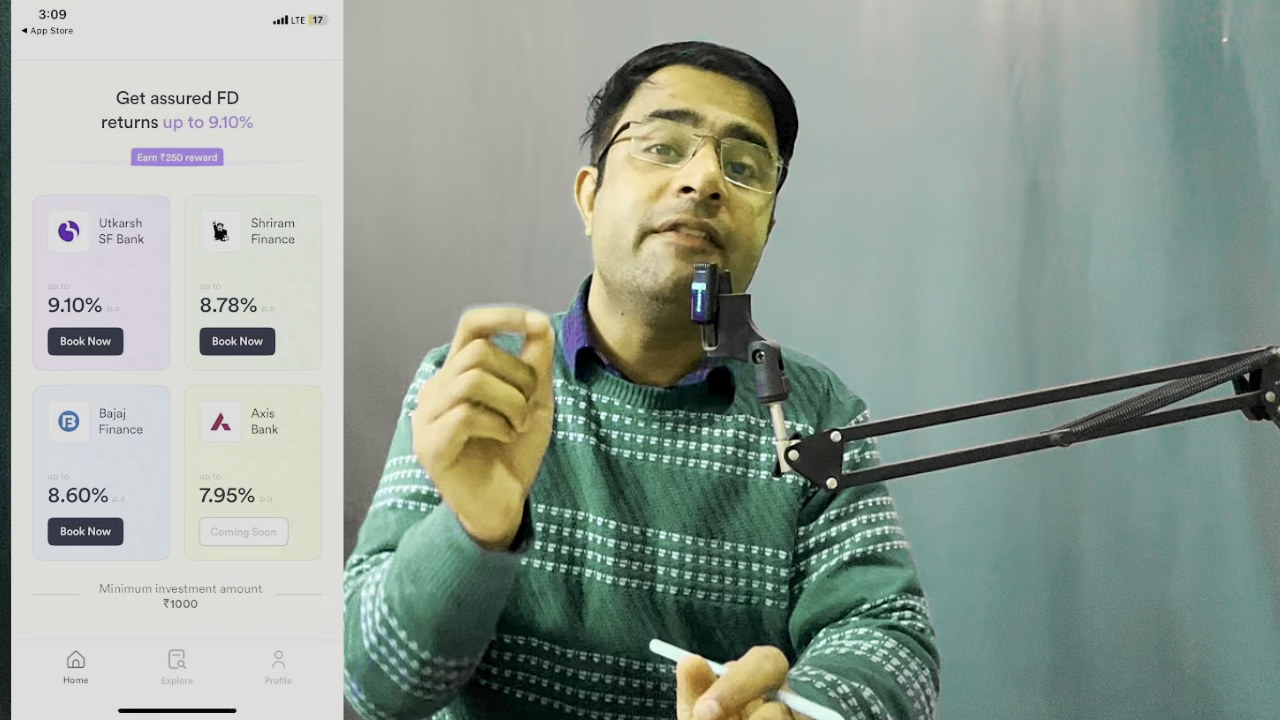 3:09
LTE 17
◀ App Store
Get assured FD
returns up to 9.10%
Earn ₹250 reward
Utkarsh
SF Bank
up to
9.10% p.a
Book Now
Shriram
Finance
up to
8.78% p.a
Book Now
Bajaj
Finance
up to
8.60% p.a
Book Now
Axis
Bank
up to
7.95% p.a
Coming Soon
Minimum investment amount
₹1000
Home
Explore
Profile